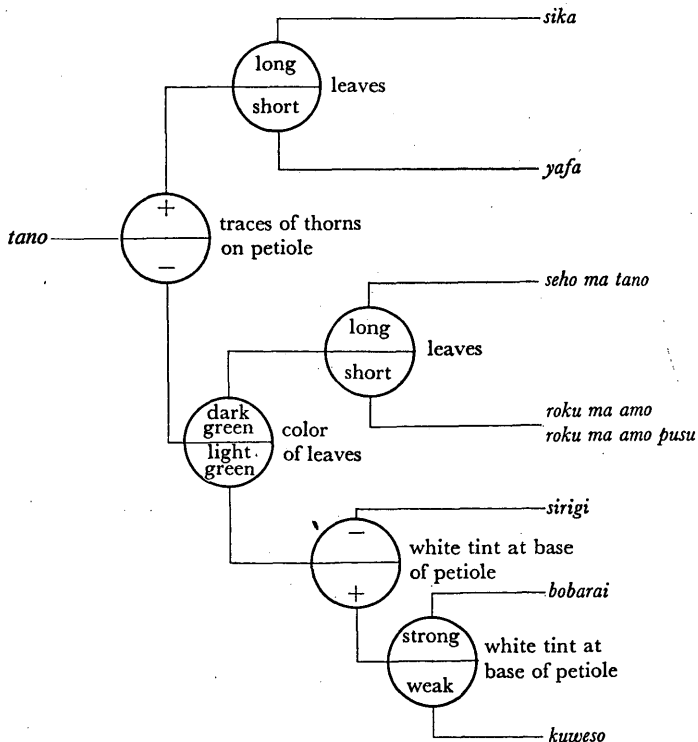 sika
long
short
leaves
yafa
+
–
tano
traces of thorns
on petiole
seho ma tano
long
short
leaves
roku ma amo
roku ma amo pusu
dark
green
light
green
color
of leaves
sirigi
–
+
white tint at base
of petiole
bobarai
strong
weak
white tint at
base of petiole
kuweso